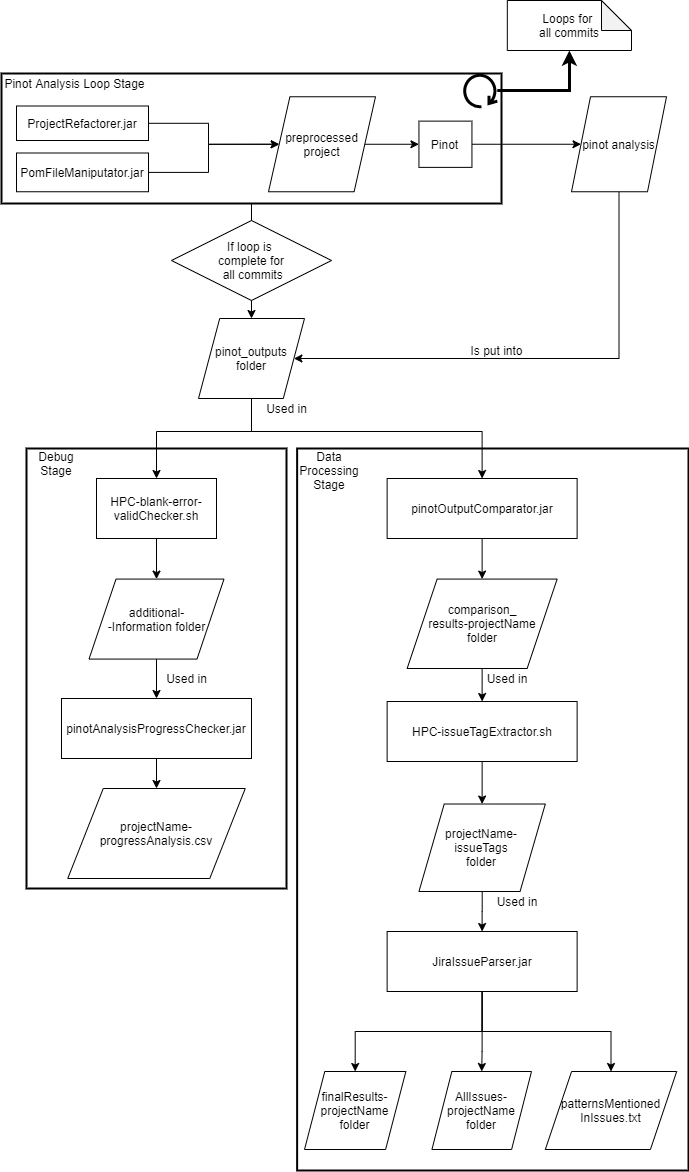 Loops for
all commits
Pinot Analysis Loop Stage
ProjectRefactorer.jar
PomFileManiputator.jar
preprocessed
project
Pinot
pinot analysis
If loop is
complete for
all commits
pinot_outputs
folder
Is put into
Used in
Debug
Stage
HPC-blank-error-
validChecker.sh
additional-
-Information folder
Used in
pinotAnalysisProgressChecker.jar
projectName-
progressAnalysis.csv
Data
Processing
Stage
pinotOutputComparator.jar
comparison_
results-projectName
folder
Used in
HPC-issueTagExtractor.sh
projectName-
issueTags
folder
Used in
JiraIssueParser.jar
finalResults-
projectName
folder
AllIssues-
projectName
folder
patternsMentioned
InIssues.txt